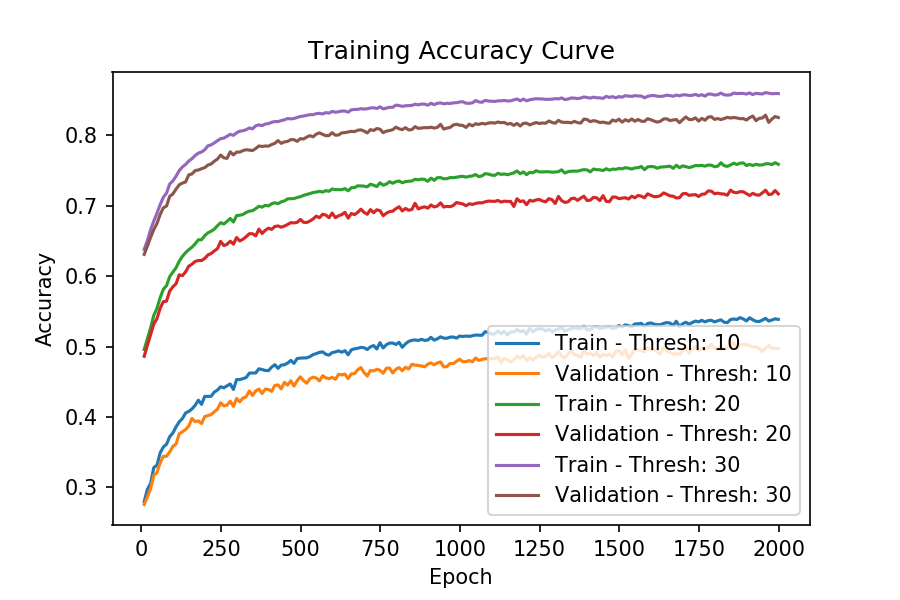 Training Accuracy Curve
Accuracy
0.8
0.7
0.6
0.5
0.4
0.3
Train - Thresh: 10
Validation - Thresh: 10
Train - Thresh: 20
Validation - Thresh: 20
Train - Thresh: 30
Validation - Thresh: 30
0 250 500 750 1000 1250 1500 1750 2000
Epoch